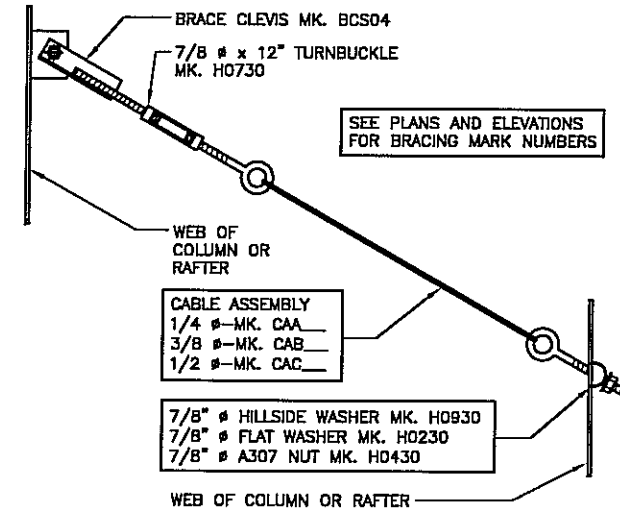 BRACE CLEVIS MK. BCS04
7/8 ø x 12" TURNBUCKLE
MK. H0730
SEE PLANS AND ELEVATIONS
FOR BRACING MARK NUMBERS
WEB OF
COLUMN OR
RAFTER
CABLE ASSEMBLY
1/4 ø-MK. CAA__
3/8 ø-MK. CAB__
1/2 ø-MK. CAC__
7/8" ø HILLSIDE WASHER MK. H0930
7/8" ø FLAT WASHER MK. H0230
7/8" ø A307 NUT MK. H0430
WEB OF COLUMN OR RAFTER